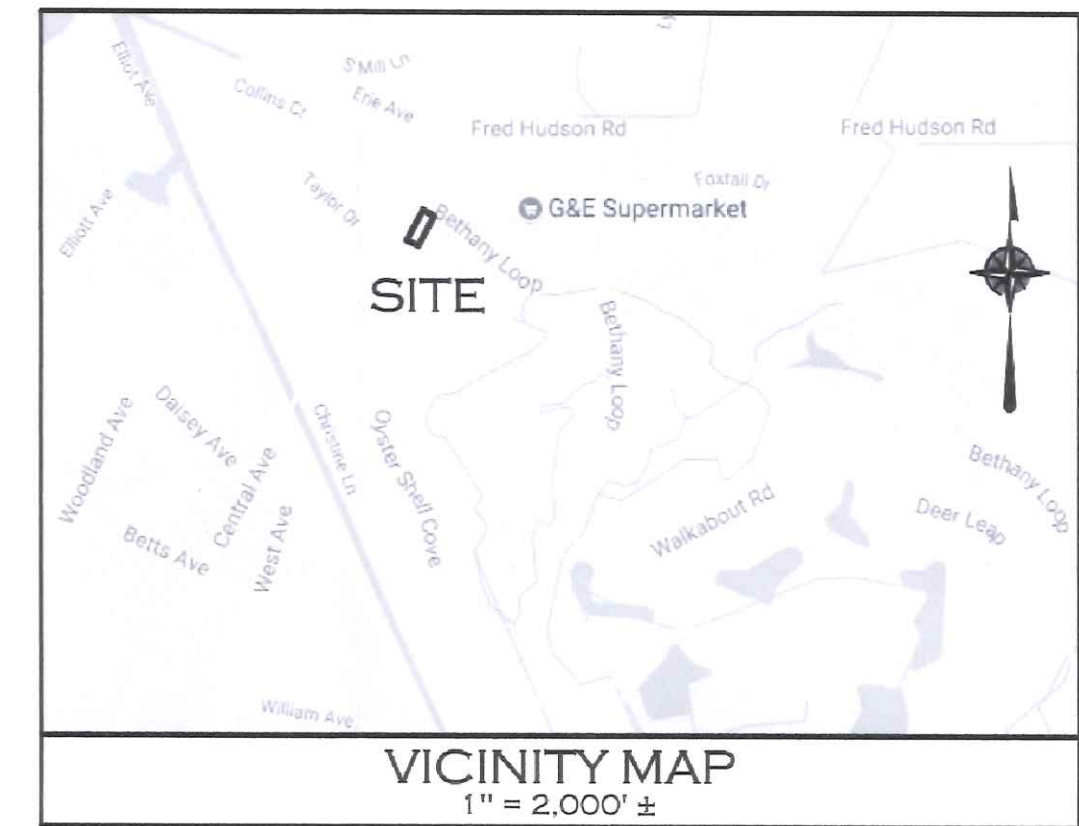 Elliot Ave
S Mill Ln
Collins Ct
Erie Ave
Fred Hudson Rd
Fred Hudson Rd
Taylor Dr
Foxtail Dr
Elliott Ave
Bethany Loop
G&E Supermarket
SITE
Bethany Loop
Woodland Ave
Daisey Ave
Central Ave
Christine Ln
Oyster Shell Cove
Betts Ave
West Ave
Walkabout Rd
Deer Leap
Bethany Loop
William Ave
VICINITY MAP
1" = 2,000' ±